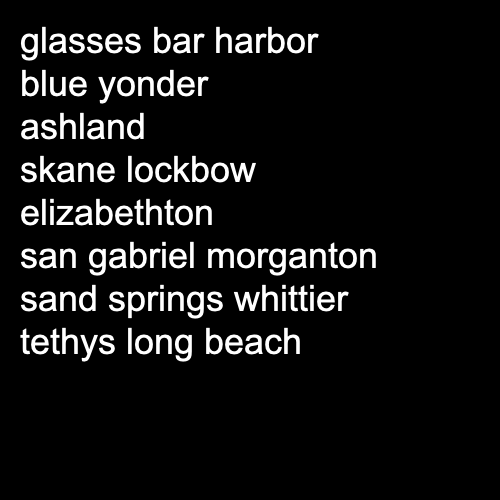 glasses bar harbor
blue yonder
ashland
skane lockbow
elizabethton
san gabriel morganton
sand springs whittier
tethys long beach